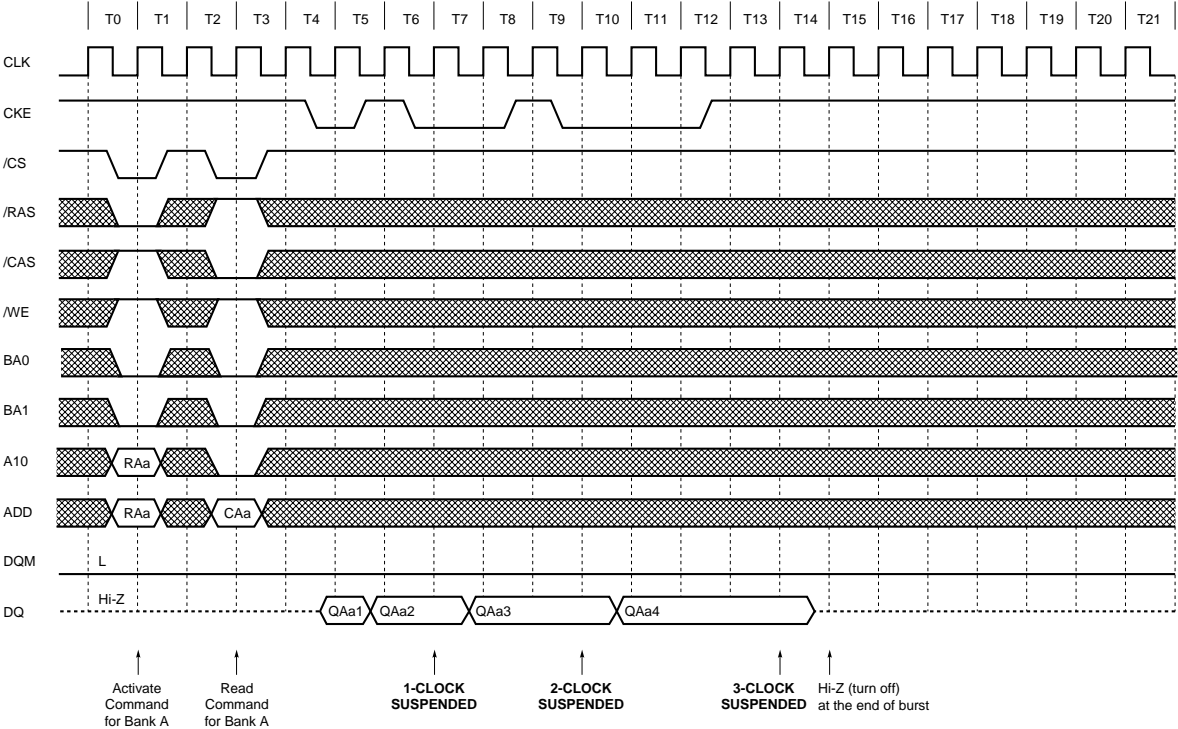 T0 T1 T2 T3 T4 T5 T6 T7 T8 T9 T10 T11 T12 T13 T14 T15 T16 T17 T18 T19 T20 T21
CLK
CKE
/CS
/RAS
/CAS
/WE
BA0
BA1
A10 RAa
ADD RAa CAa
DQM L
DQ Hi-Z QAa1 QAa2 QAa3 QAa4
Activate
Command
for Bank A
Read
Command
for Bank A
1-CLOCK
SUSPENDED
2-CLOCK
SUSPENDED
3-CLOCK
SUSPENDED
Hi-Z (turn off)
at the end of burst